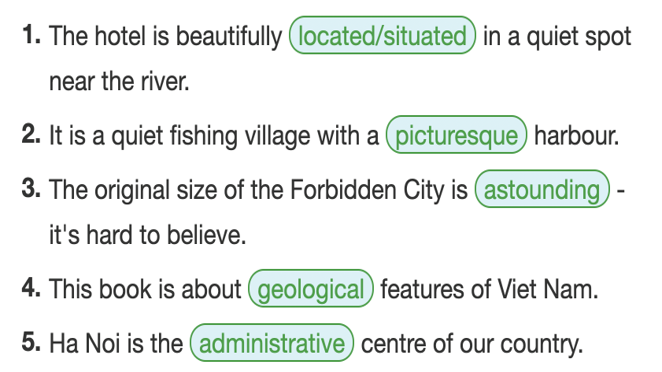 1. The hotel is beautifully located/situated in a quiet spot
near the river.
2. It is a quiet fishing village with a picturesque harbour.
3. The original size of the Forbidden City is astounding -
it's hard to believe.
4. This book is about geological features of Viet Nam.
5. Ha Noi is the administrative centre of our country.